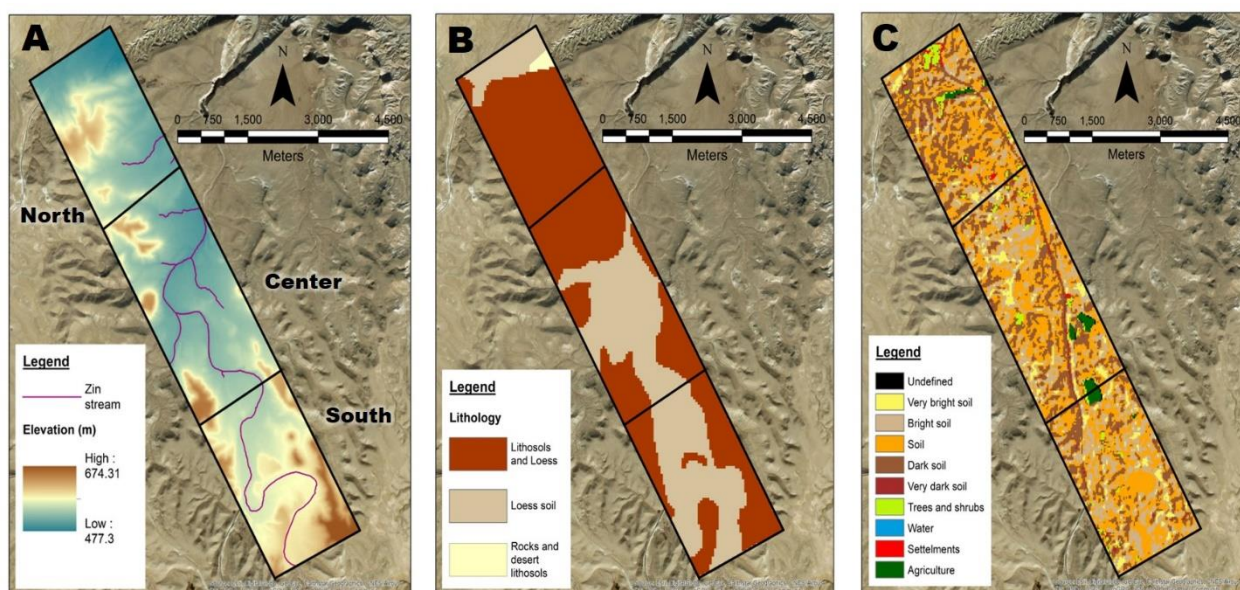 A
N
0 750 1,500 3,000 4,500
Meters
North
Center
South
Legend
Zin
stream
Elevation (m)
High :
674.31
Low :
477.3
B
N
0 750 1,500 3,000 4,500
Meters
Legend
Lithology
Lithosols
and Loess
Loess soil
Rocks and
desert
lithosols
C
N
0 750 1,500 3,000 4,500
Meters
Legend
Undefined
Very bright soil
Bright soil
Soil
Dark soil
Very dark soil
Trees and shrubs
Water
Settelments
Agriculture